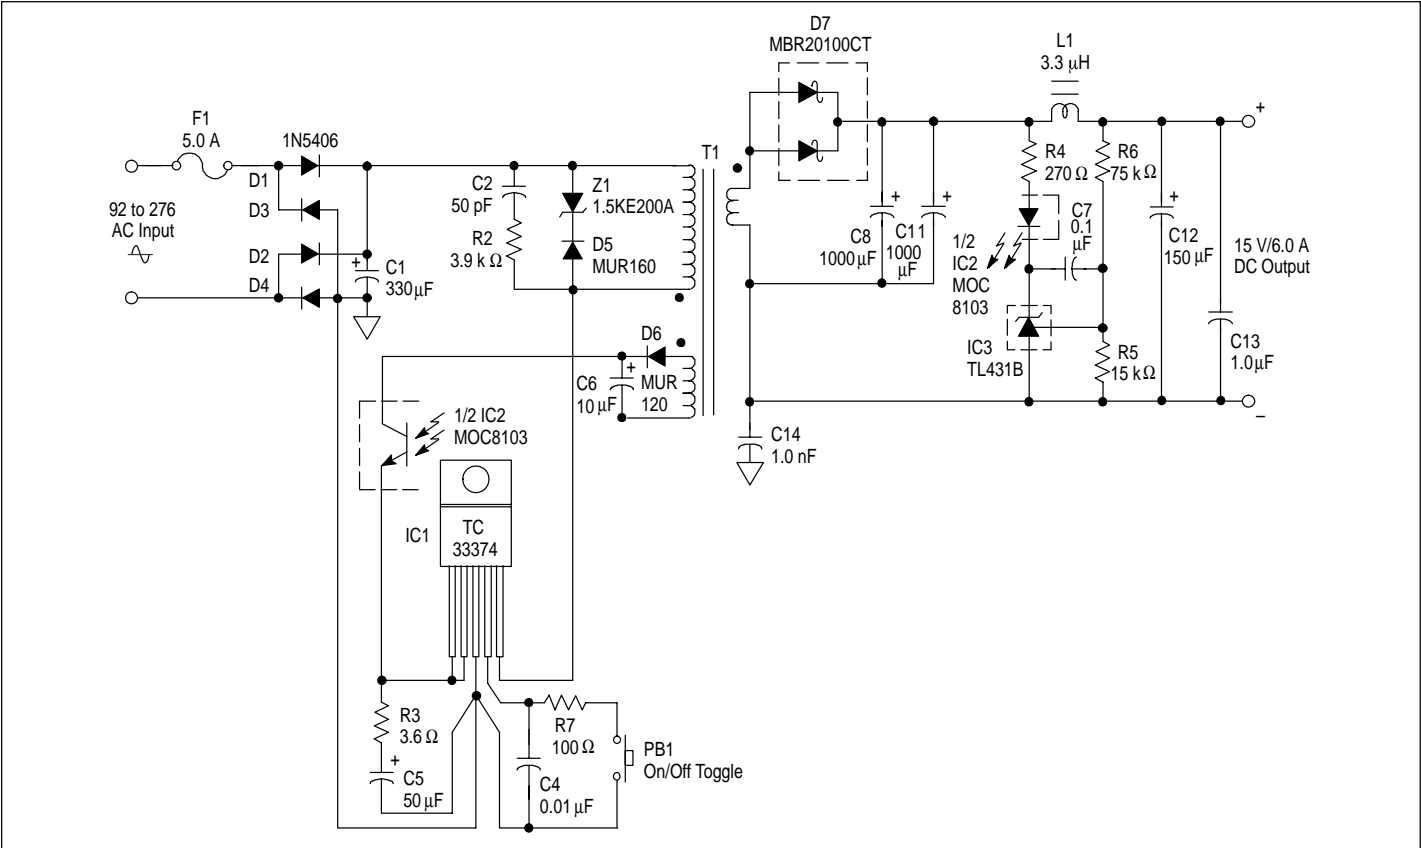 D7
MBR20100CT
L1
3.3 µH
+
F1
5.0 A
1N5406
D1
D3
D2
D4
92 to 276
AC Input
+
C1
330 µF
C2
50 pF
R2
3.9 k Ω
Z1
1.5KE200A
D5
MUR160
T1
+
C8
1000 µF
+
C11
1000
µF
R4
270 Ω
R6
75 k Ω
1/2
IC2
MOC
8103
C7
0.1
µF
+
C12
150 µF
15 V/6.0 A
DC Output
C13
1.0 µF
IC3
TL431B
R5
15 k Ω
–
D6
MUR
120
+
C6
10 µF
C14
1.0 nF
1/2 IC2
MOC8103
IC1
TC
33374
R3
3.6 Ω
+
C5
50 µF
R7
100 Ω
C4
0.01 µF
PB1
On/Off Toggle